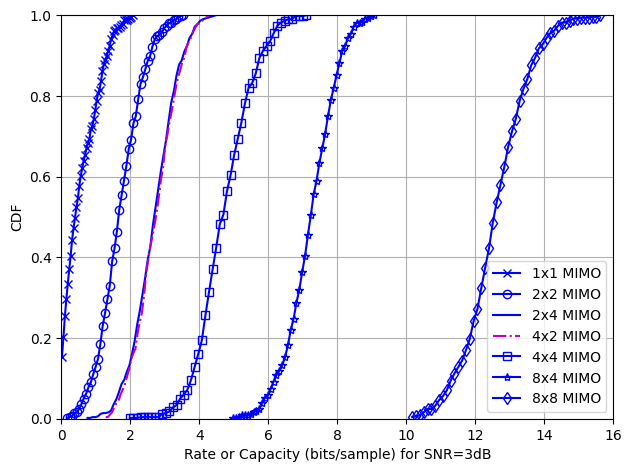 1.0
0.8
0.6
0.4
0.2
0.0
CDF
0 2 4 6 8 10 12 14 16
Rate or Capacity (bits/sample) for SNR=3dB
1x1 MIMO
2x2 MIMO
2x4 MIMO
4x2 MIMO
4x4 MIMO
8x4 MIMO
8x8 MIMO